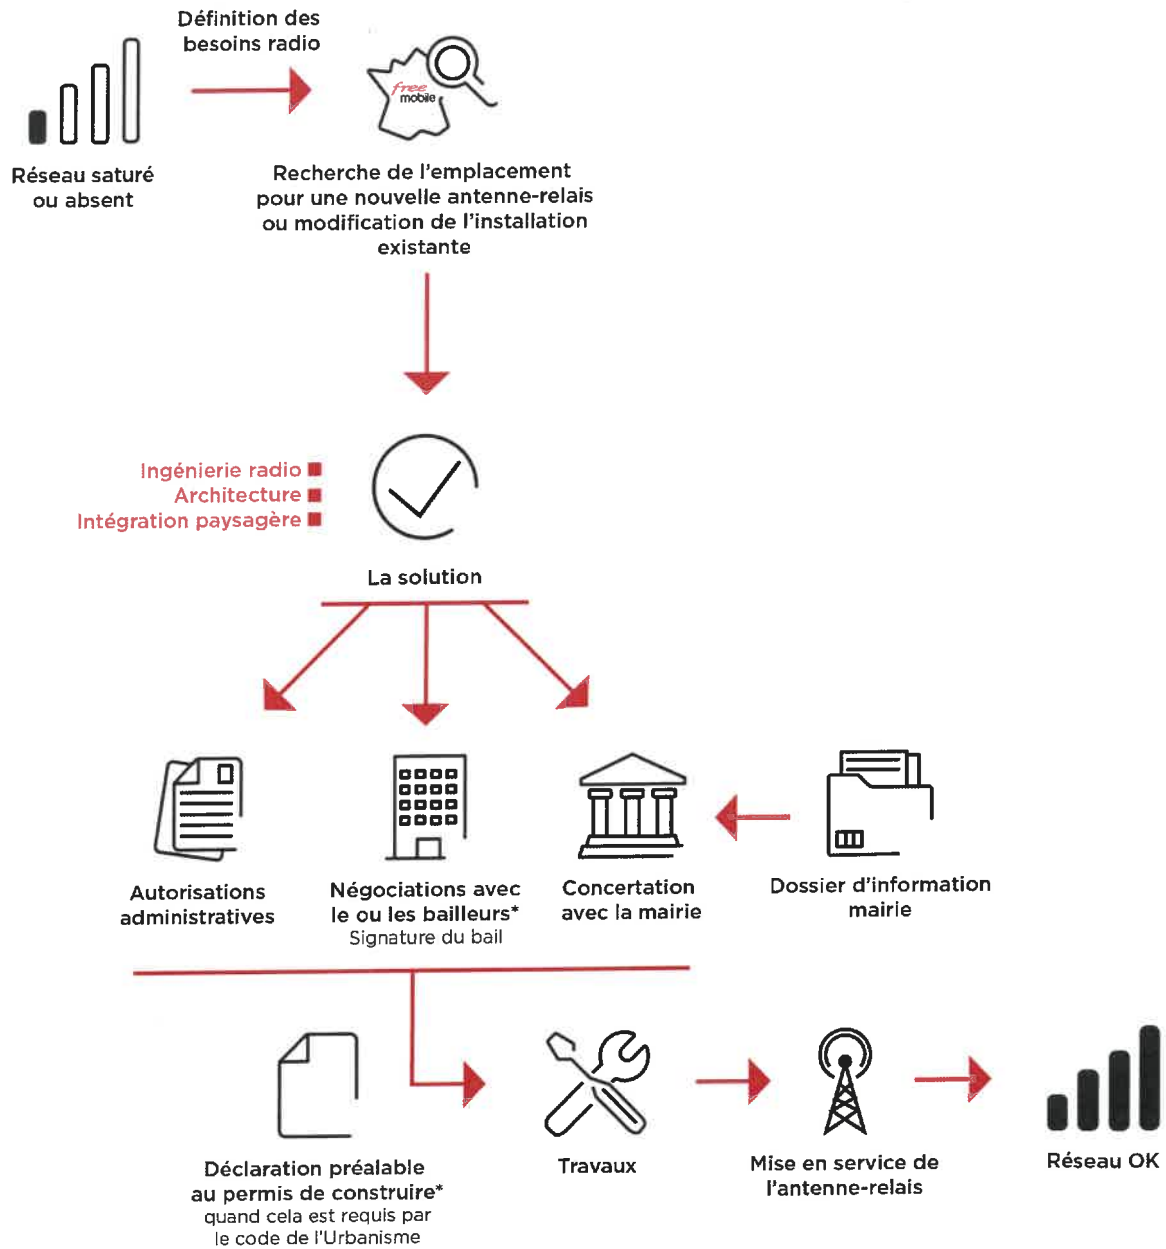 Définition des
besoins radio
free
mobile
Réseau saturé
ou absent
Recherche de l'emplacement
pour une nouvelle antenne-relais
ou modification de l'installation
existante
Ingénierie radio
Architecture
Intégration paysagère
La solution
Autorisations
administratives
Négociations avec
le ou les bailleurs*
Signature du bail
Concertation
avec la mairie
Dossier d'information
mairie
Déclaration préalable
au permis de construire*
quand cela est requis par
le code de l'Urbanisme
Travaux
Mise en service de
l'antenne-relais
Réseau OK